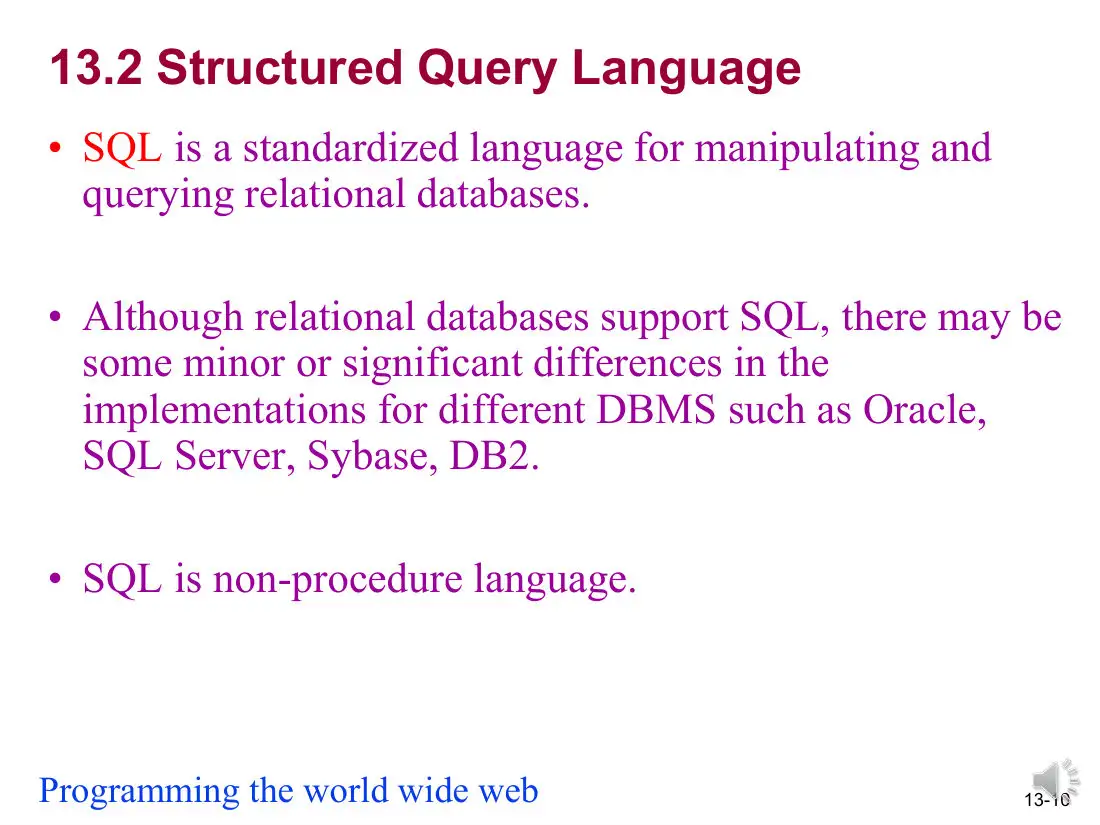 13.2 Structured Query Language
• SQL is a standardized language for manipulating and
querying relational databases.
• Although relational databases support SQL, there may be
some minor or significant differences in the
implementations for different DBMS such as Oracle,
SQL Server, Sybase, DB2.
• SQL is non-procedure language.
Programming the world wide web
13-10